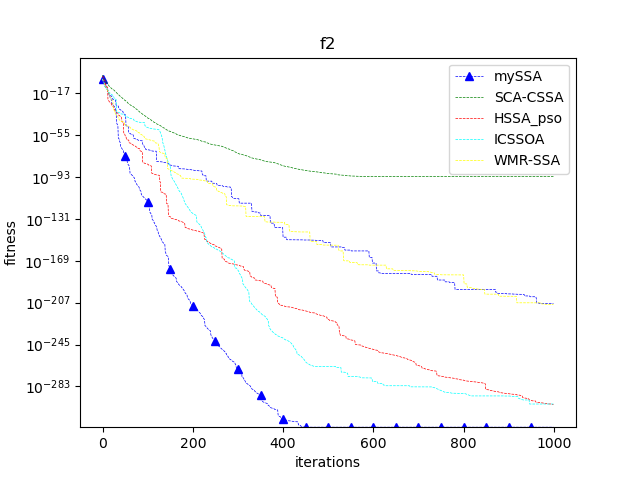 f2
fitness
10^-17
10^-55
10^-93
10^-131
10^-169
10^-207
10^-245
10^-283
mySSA
SCA-CSSA
HSSA_pso
ICSSOA
WMR-SSA
0 200 400 600 800 1000
iterations